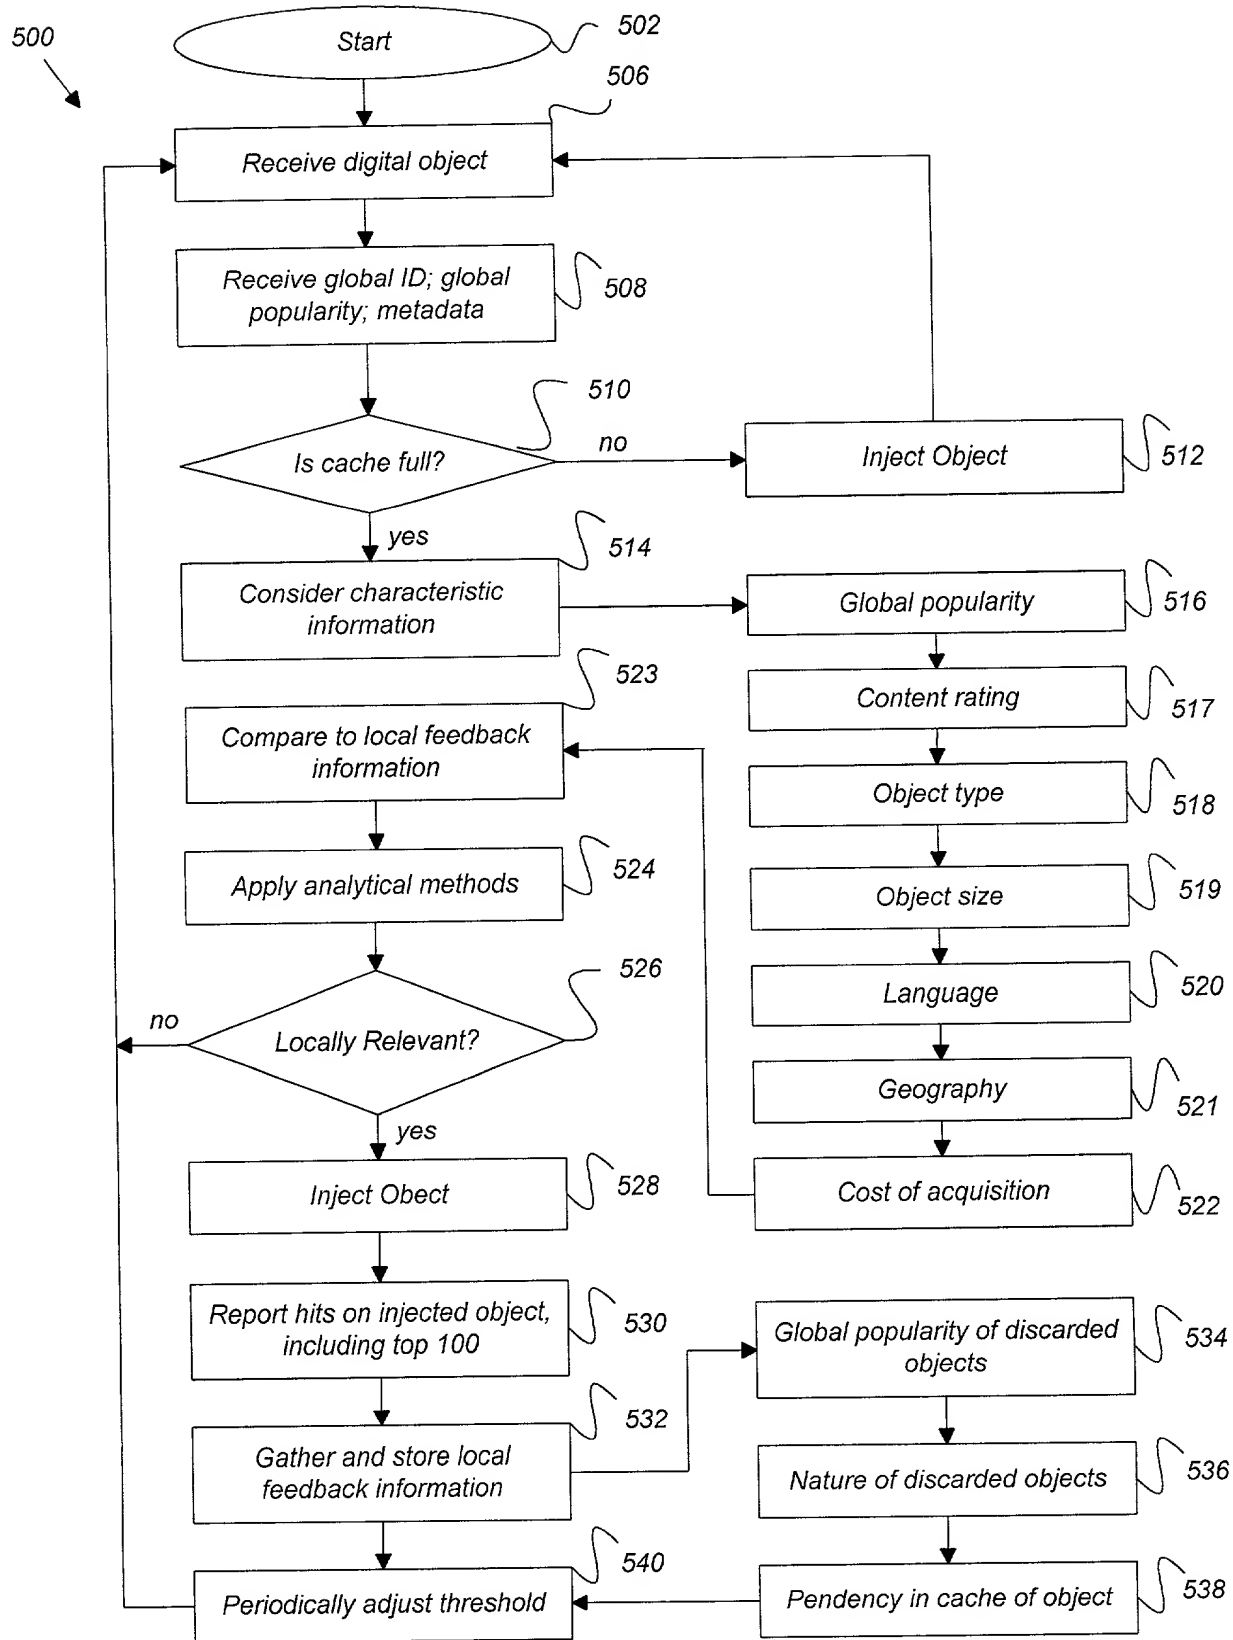 500
Start
502
506
Receive digital object
Receive global ID; global
popularity; metadata
508
510
Is cache full?
no
Inject Object
512
yes
514
Consider characteristic
information
Global popularity
516
523
Content rating
517
Compare to local feedback
information
Object type
518
Apply analytical methods
524
Object size
519
526
Language
520
no
Locally Relevant?
Geography
521
yes
Inject Obect
528
Cost of acquisition
522
Report hits on injected object,
including top 100
530
Global popularity of discarded
objects
534
532
Gather and store local
feedback information
Nature of discarded objects
536
540
Periodically adjust threshold
Pendency in cache of object
538